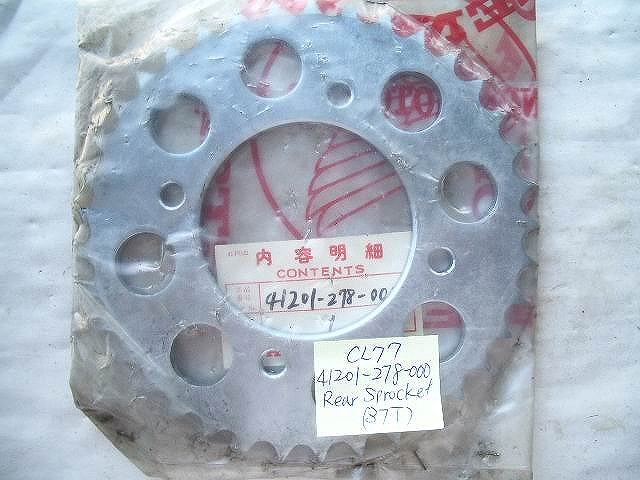 内容明細
CONTENTS
41201-278-00
CL77
41201-278-000
Rear Sprocket
(37T)